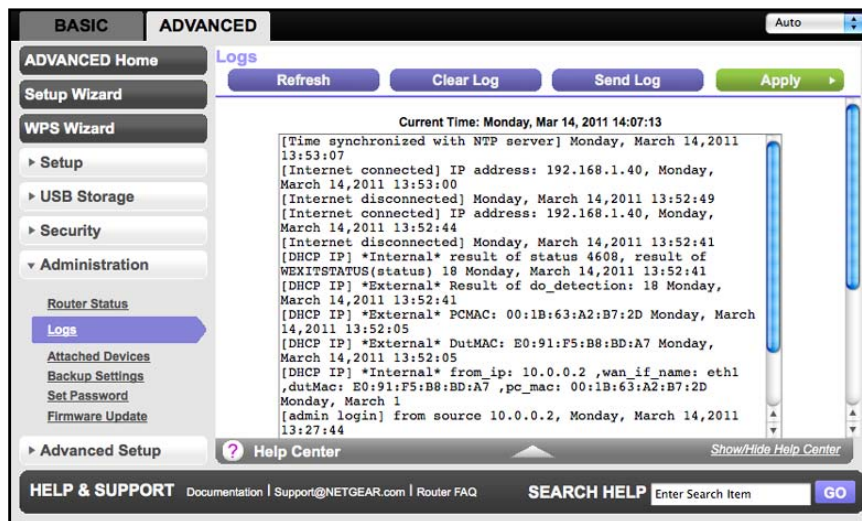 BASIC
ADVANCED
Auto
ADVANCED Home
Setup Wizard
WPS Wizard
Setup
USB Storage
Security
Administration
Router Status
Logs
Attached Devices
Backup Settings
Set Password
Firmware Update
Advanced Setup
Logs
Refresh
Clear Log
Send Log
Apply
Current Time: Monday, Mar 14, 2011 14:07:13
[Time synchronized with NTP server] Monday, March 14,2011
13:53:07
[Internet connected] IP address: 192.168.1.40, Monday,
March 14,2011 13:53:00
[Internet disconnected] Monday, March 14,2011 13:52:49
[Internet connected] IP address: 192.168.1.40, Monday,
March 14,2011 13:52:44
[Internet disconnected] Monday, March 14,2011 13:52:41
[DHCP IP] *Internal* result of status 4608, result of
WEXITSTATUS(status) 18 Monday, March 14,2011 13:52:41
[DHCP IP] *External* Result of do_detection: 18 Monday,
March 14,2011 13:52:41
[DHCP IP] *External* PCMAC: 00:1B:63:A2:B7:2D Monday, March
14,2011 13:52:05
[DHCP IP] *External* DutMAC: E0:91:F5:B8:BD:A7 Monday,
March 14,2011 13:52:05
[DHCP IP] *Internal* from_ip: 10.0.0.2 ,wan_if_name: eth1
,dutMac: E0:91:F5:B8:BD:A7 ,pc_mac: 00:1B:63:A2:B7:2D
Monday, March 1
[admin login] from source 10.0.0.2, Monday, March 14,2011
13:27:44
? Help Center
Show/Hide Help Center
HELP & SUPPORT Documentation | Support@NETGEAR.com | Router FAQ
SEARCH HELP Enter Search Item GO